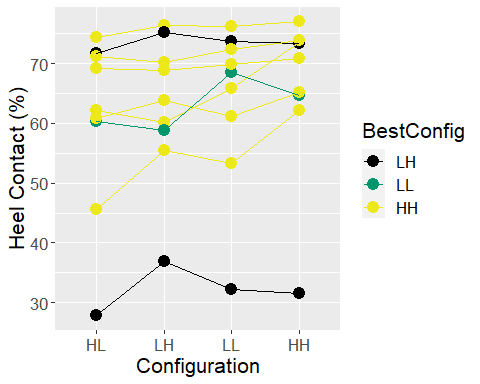 Heel Contact (%)
70
60
50
40
30
HL LH LL HH
Configuration
BestConfig
LH
LL
HH